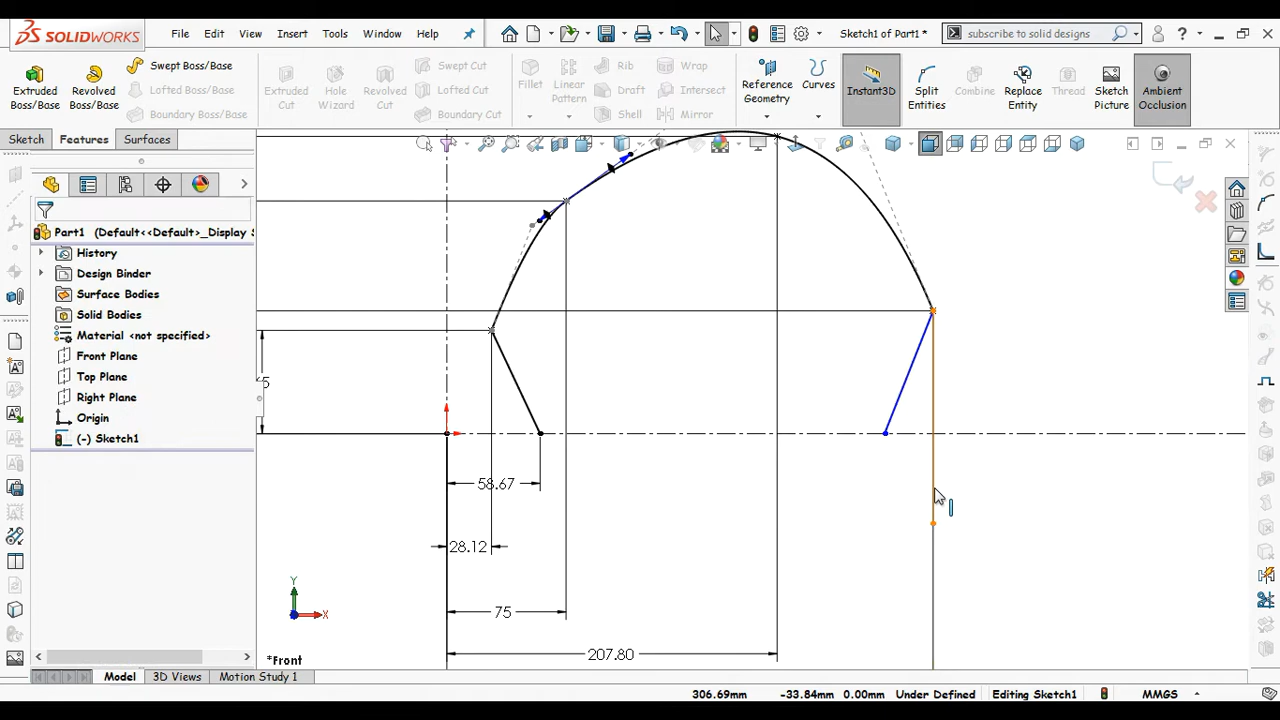 SOLIDWORKS
File Edit View Insert Tools Window Help
Sketch1 of Part1 *
subscribe to solid designs
?
Extruded Boss/Base
Revolved Boss/Base
Swept Boss/Base
Lofted Boss/Base
Boundary Boss/Base
Extruded Cut
Hole Wizard
Revolved Cut
Swept Cut
Lofted Cut
Boundary Cut
Fillet
Linear Pattern
Rib
Draft
Shell
Wrap
Intersect
Mirror
Reference Geometry
Curves
Instant3D
Split Entities
Combine
Replace Entity
Thread
Sketch Picture
Ambient Occlusion
Sketch Features Surfaces
Part1 (Default<<Default>_Display S
History
Design Binder
Surface Bodies
Solid Bodies
Material <not specified>
Front Plane
Top Plane
Right Plane
Origin
(-) Sketch1
58.67
28.12
75
207.80
Y
X
*Front
Model 3D Views Motion Study 1
306.69mm -33.84mm 0.00mm Under Defined Editing Sketch1 MMGS